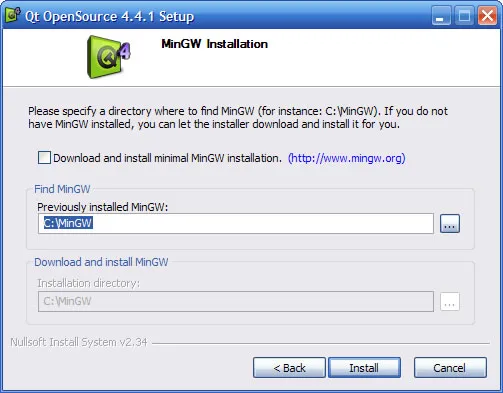 Qt OpenSource 4.4.1 Setup
4
MinGW Installation
Please specify a directory where to find MinGW (for instance: C:\MinGW). If you do not
have MinGW installed, you can let the installer download and install it for you.
Download and install minimal MinGW installation. (http://www.mingw.org)
Find MinGW
Previously installed MinGW:
C:\MinGW
...
Download and install MinGW
Installation directory:
C:\MinGW
...
Nullsoft Install System v2.34
< Back
Install
Cancel